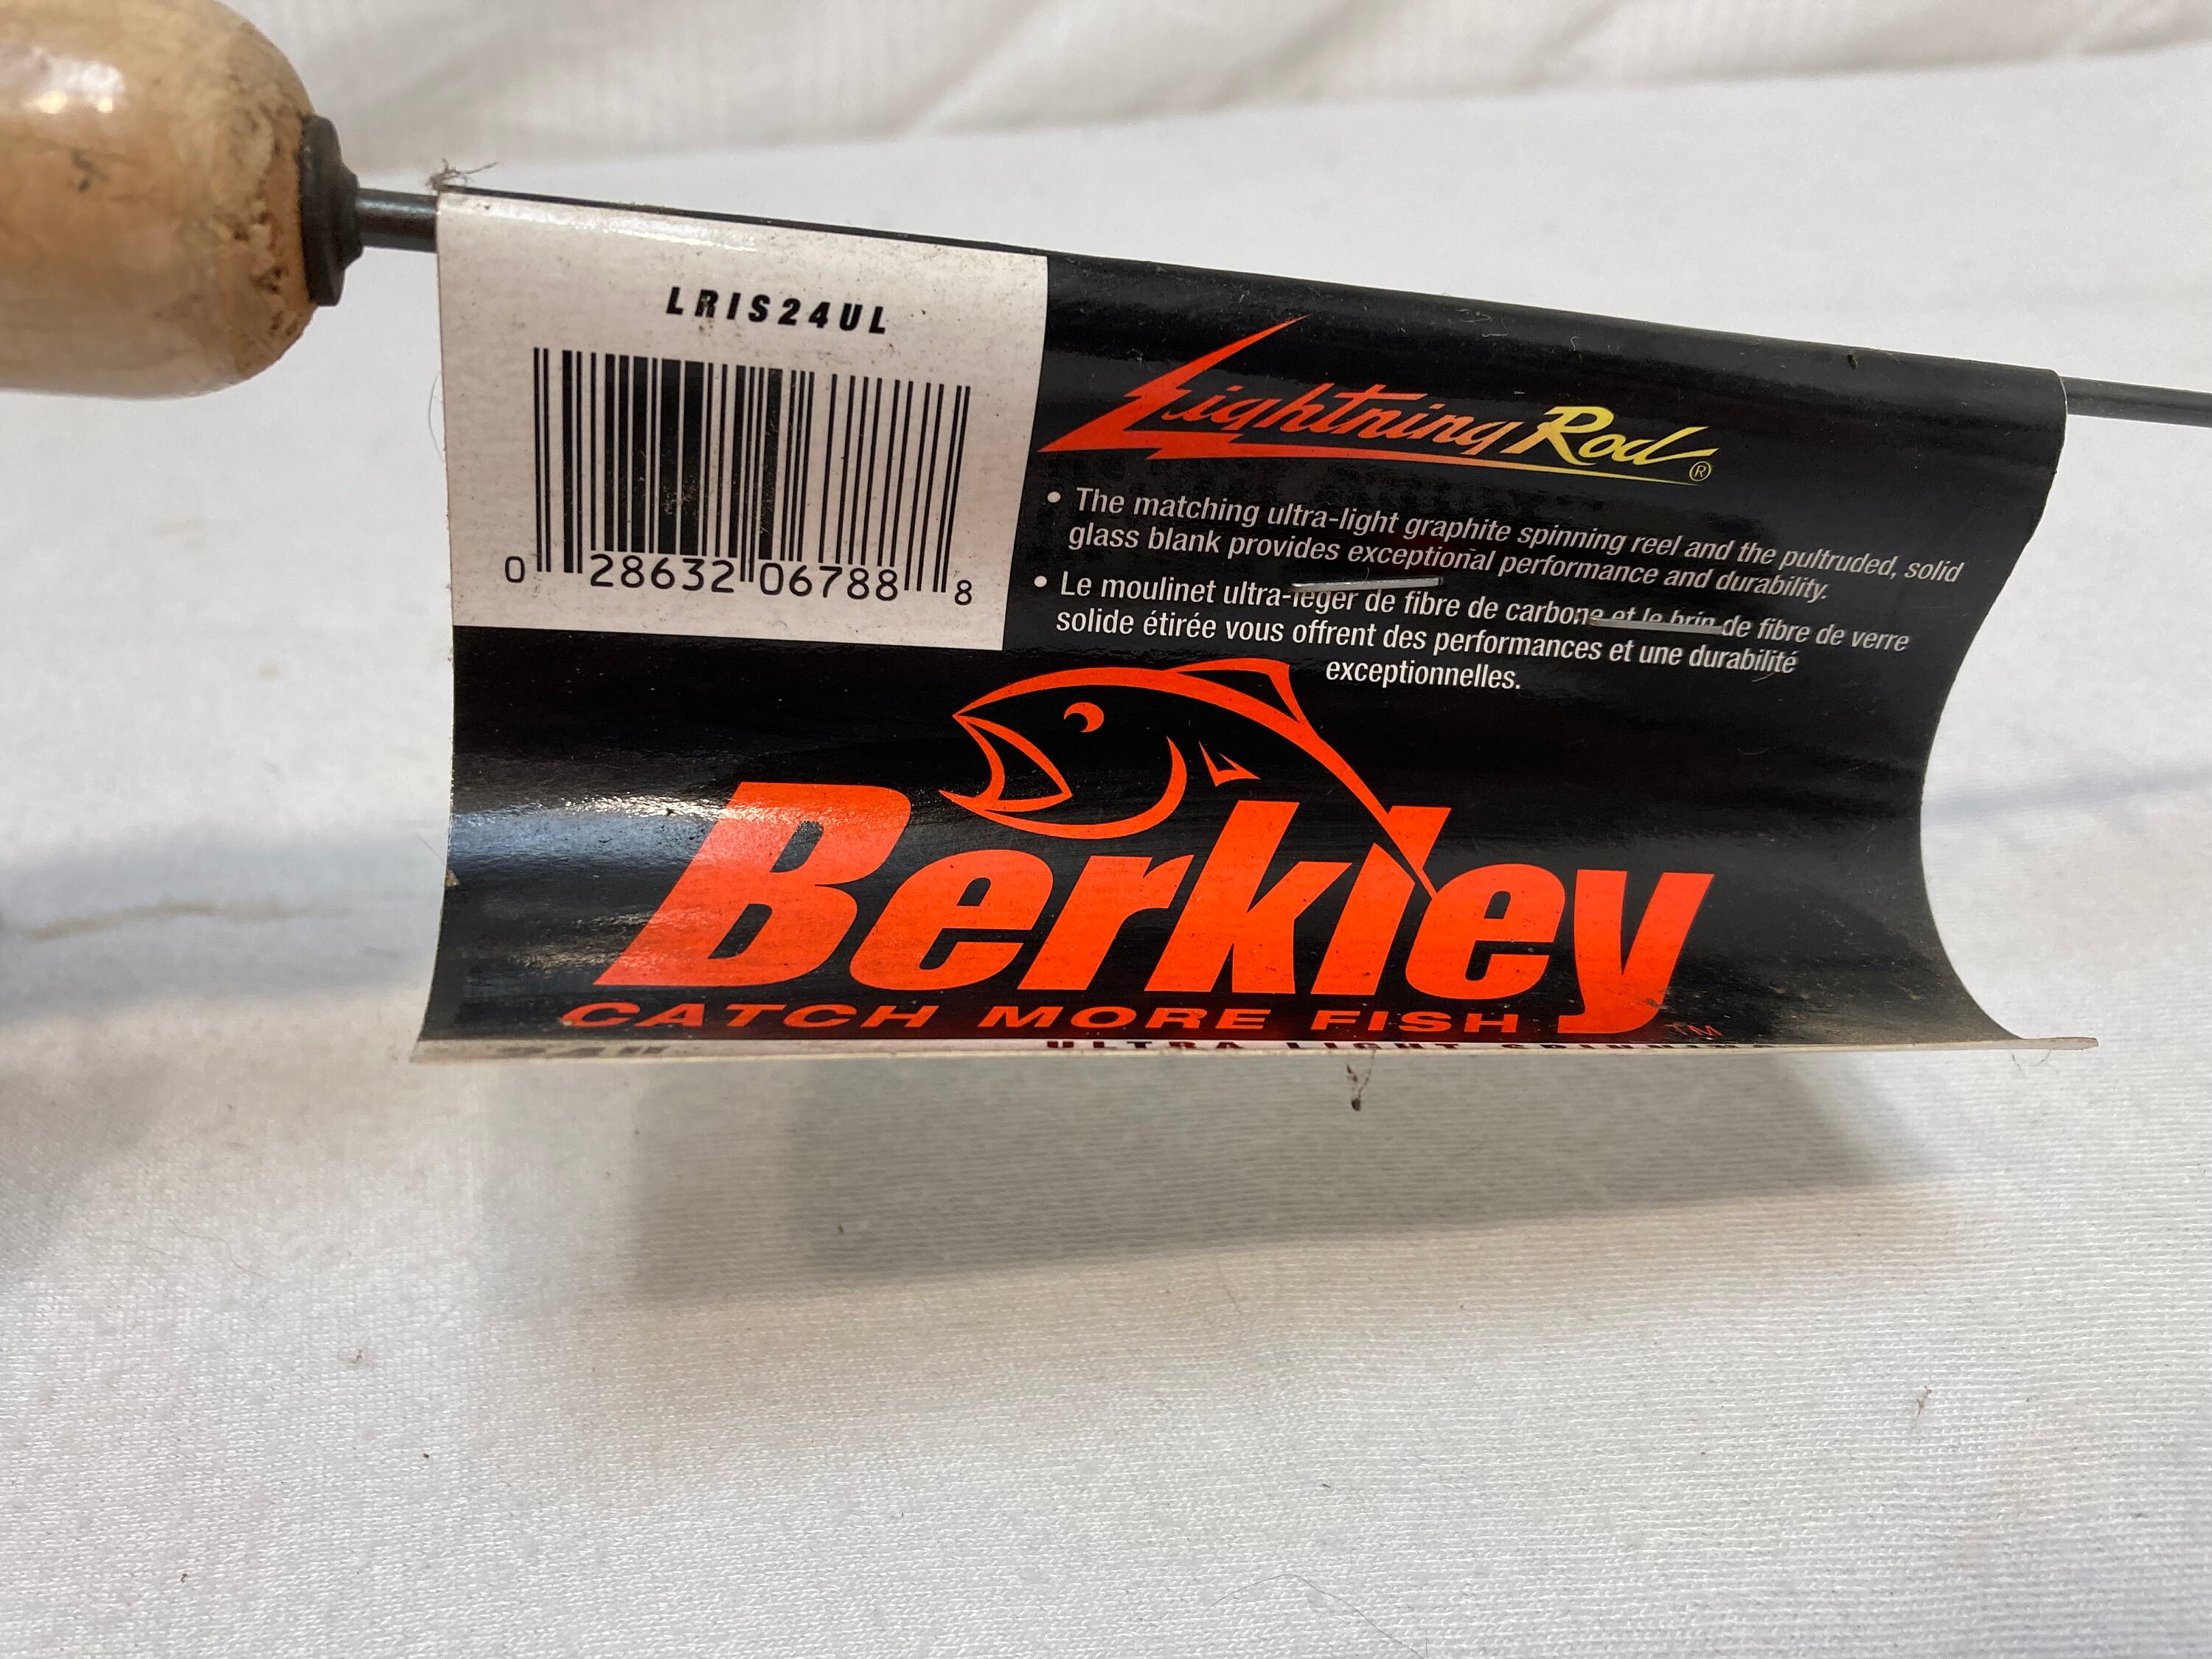 LRIS24UL
0 28632 06788 8
Lightning Rod®
• The matching ultra-light graphite spinning reel and the pultruded, solid
glass blank provides exceptional performance and durability.
• Le moulinet ultra-léger de fibre de carbone et le brin de fibre de verre
solide étirée vous offrent des performances et une durabilité
exceptionnelles.
Berkley
CATCH MORE FISH™
ULTRA LIGHT